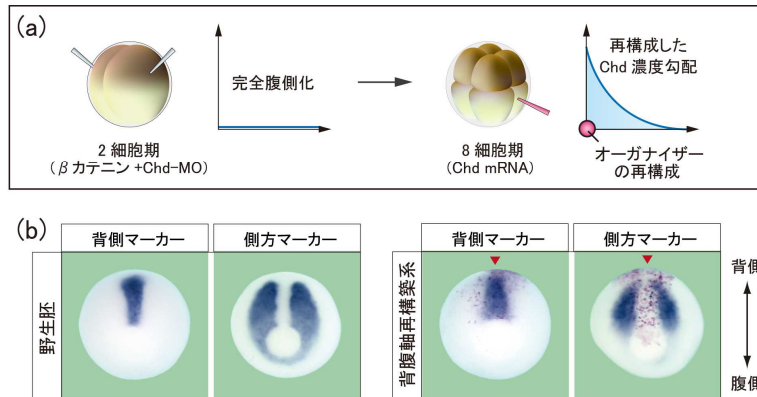 (a)
完全腹側化
再構成した
Chd 濃度勾配
2 細胞期
(βカテニン +Chd-MO)
8 細胞期
(Chd mRNA)
オーガナイザー
の再構成
(b)
背側マーカー
側方マーカー
背側マーカー
側方マーカー
野生胚
背腹軸再構築系
背側
腹側